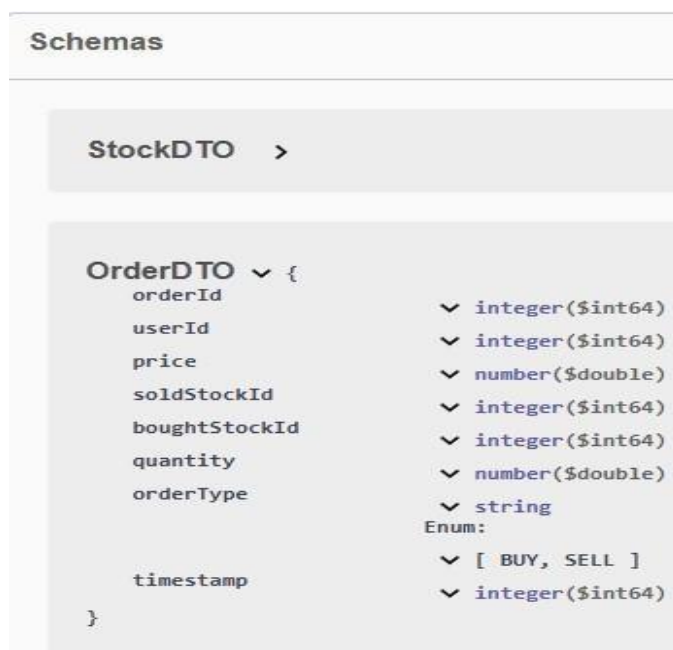 Schemas
StockDTO >
OrderDTO {
orderId integer($int64)
userId integer($int64)
price number($double)
soldStockId integer($int64)
boughtStockId integer($int64)
quantity number($double)
orderType string
Enum:
[ BUY, SELL ]
timestamp integer($int64)
}